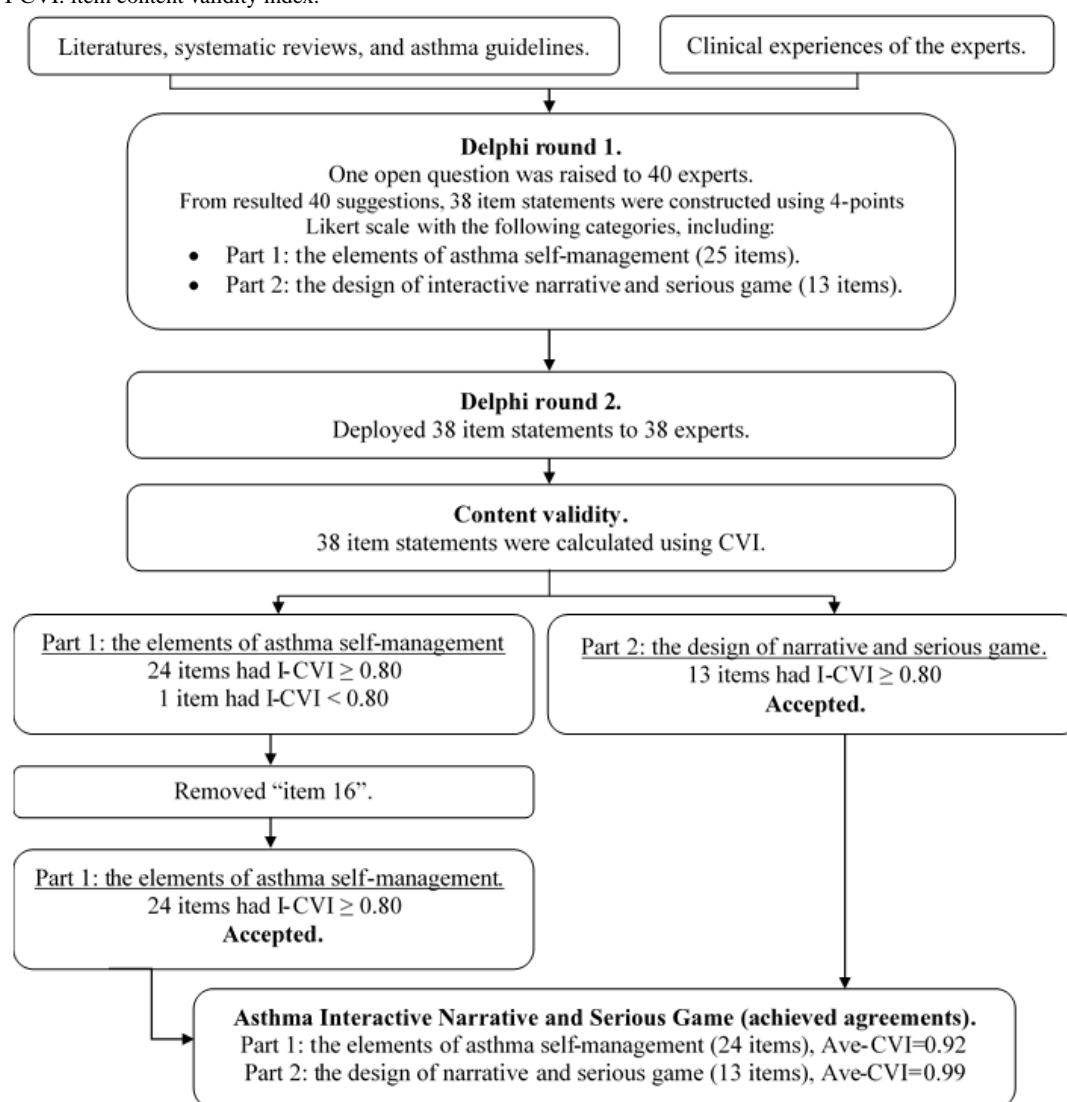 I-CVI: item content validity index.
Literatures, systematic reviews, and asthma guidelines.
Clinical experiences of the experts.
Delphi round 1.
One open question was raised to 40 experts.
From resulted 40 suggestions, 38 item statements were constructed using 4-points
Likert scale with the following categories, including:
• Part 1: the elements of asthma self-management (25 items).
• Part 2: the design of interactive narrative and serious game (13 items).
Delphi round 2.
Deployed 38 item statements to 38 experts.
Content validity.
38 item statements were calculated using CVI.
Part 1: the elements of asthma self-management
24 items had I-CVI ≥ 0.80
1 item had I-CVI < 0.80
Part 2: the design of narrative and serious game.
13 items had I-CVI ≥ 0.80
Accepted.
Removed “item 16”.
Part 1: the elements of asthma self-management.
24 items had I-CVI ≥ 0.80
Accepted.
Asthma Interactive Narrative and Serious Game (achieved agreements).
Part 1: the elements of asthma self-management (24 items), Ave-CVI=0.92
Part 2: the design of narrative and serious game (13 items), Ave-CVI=0.99